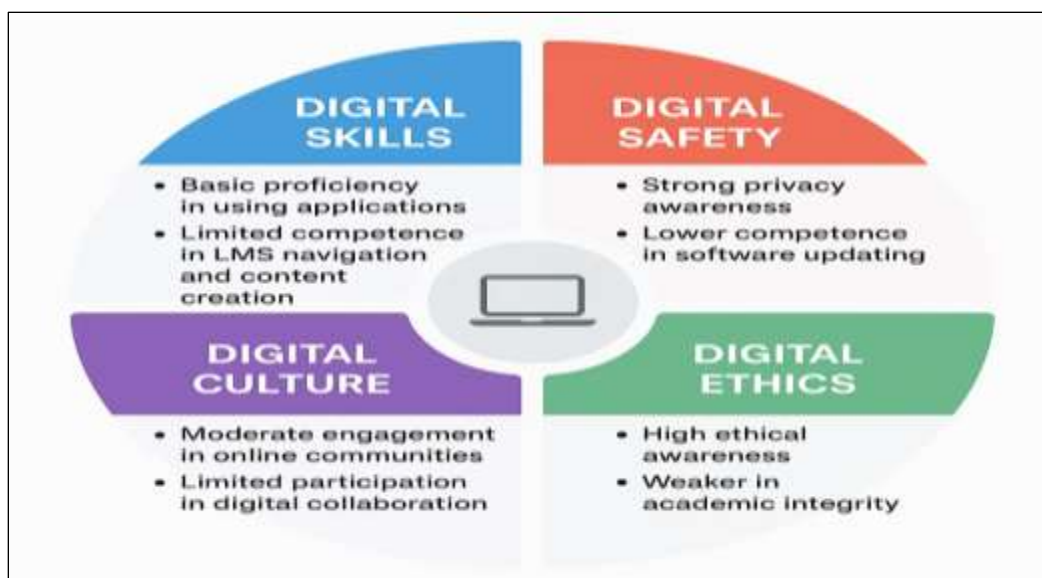 DIGITAL
SKILLS
• Basic proficiency
in using applications
• Limited competence
in LMS navigation
and content
creation
DIGITAL
SAFETY
• Strong privacy
awareness
• Lower competence
in software updating
DIGITAL
CULTURE
• Moderate engagement
in online communities
• Limited participation
in digital collaboration
DIGITAL
ETHICS
• High ethical
awareness
• Weaker in
academic integrity